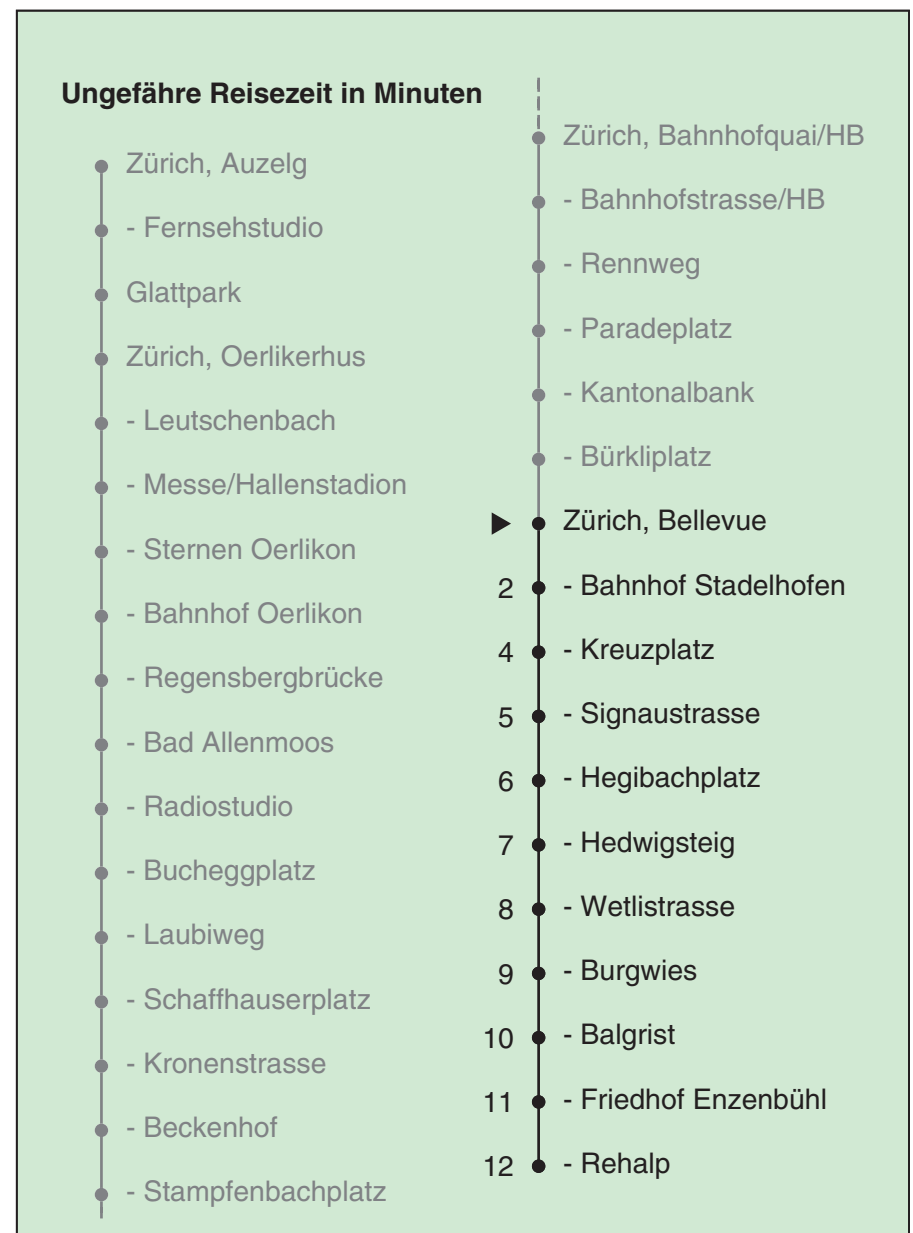 Ungefähre Reisezeit in Minuten
Zürich, Auzelg
- Fernsehstudio
Glattpark
Zürich, Oerlikerhus
- Leutschenbach
- Messe/Hallenstadion
- Sternen Oerlikon
- Bahnhof Oerlikon
- Regensbergbrücke
- Bad Allenmoos
- Radiostudio
- Bucheggplatz
- Laubiweg
- Schaffhauserplatz
- Kronenstrasse
- Beckenhof
- Stampfenbachplatz
Zürich, Bahnhofquai/HB
- Bahnhofstrasse/HB
- Rennweg
- Paradeplatz
- Kantonalbank
- Bürkliplatz
Zürich, Bellevue
2 - Bahnhof Stadelhofen
4 - Kreuzplatz
5 - Signaustrasse
6 - Hegibachplatz
7 - Hedwigsteig
8 - Wetlistrasse
9 - Burgwies
10 - Balgrist
11 - Friedhof Enzenbühl
12 - Rehalp